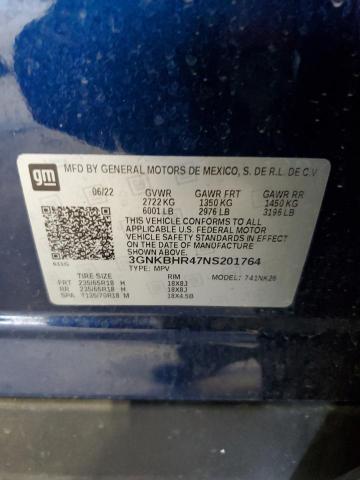 gm
MFD BY GENERAL MOTORS DE MEXICO, S. DE R.L. DE C.V.
06/22 GVWR GAWR FRT GAWR RR
2722 KG 1350 KG 1450 KG
6001 LB 2976 LB 3196 LB
THIS VEHICLE CONFORMS TO ALL
APPLICABLE U.S. FEDERAL MOTOR
VEHICLE SAFETY STANDARDS IN
EFFECT ON THE DATE OF MANUFACTURE
SHOWN ABOVE.
3GNKBHR47NS201764
TYPE: MPV MODEL: 741NK26
TIRE SIZE RIM
FRT 235/65R18 H 18X8J
RR 235/65R18 H 18X8J
SPA T135/70R18 M 18X4.5B